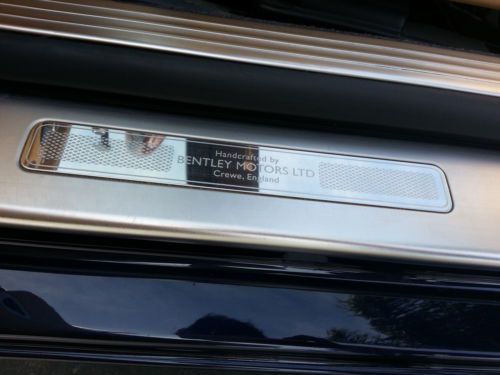 Handcrafted by
BENTLEY MOTORS LTD
Crewe, England